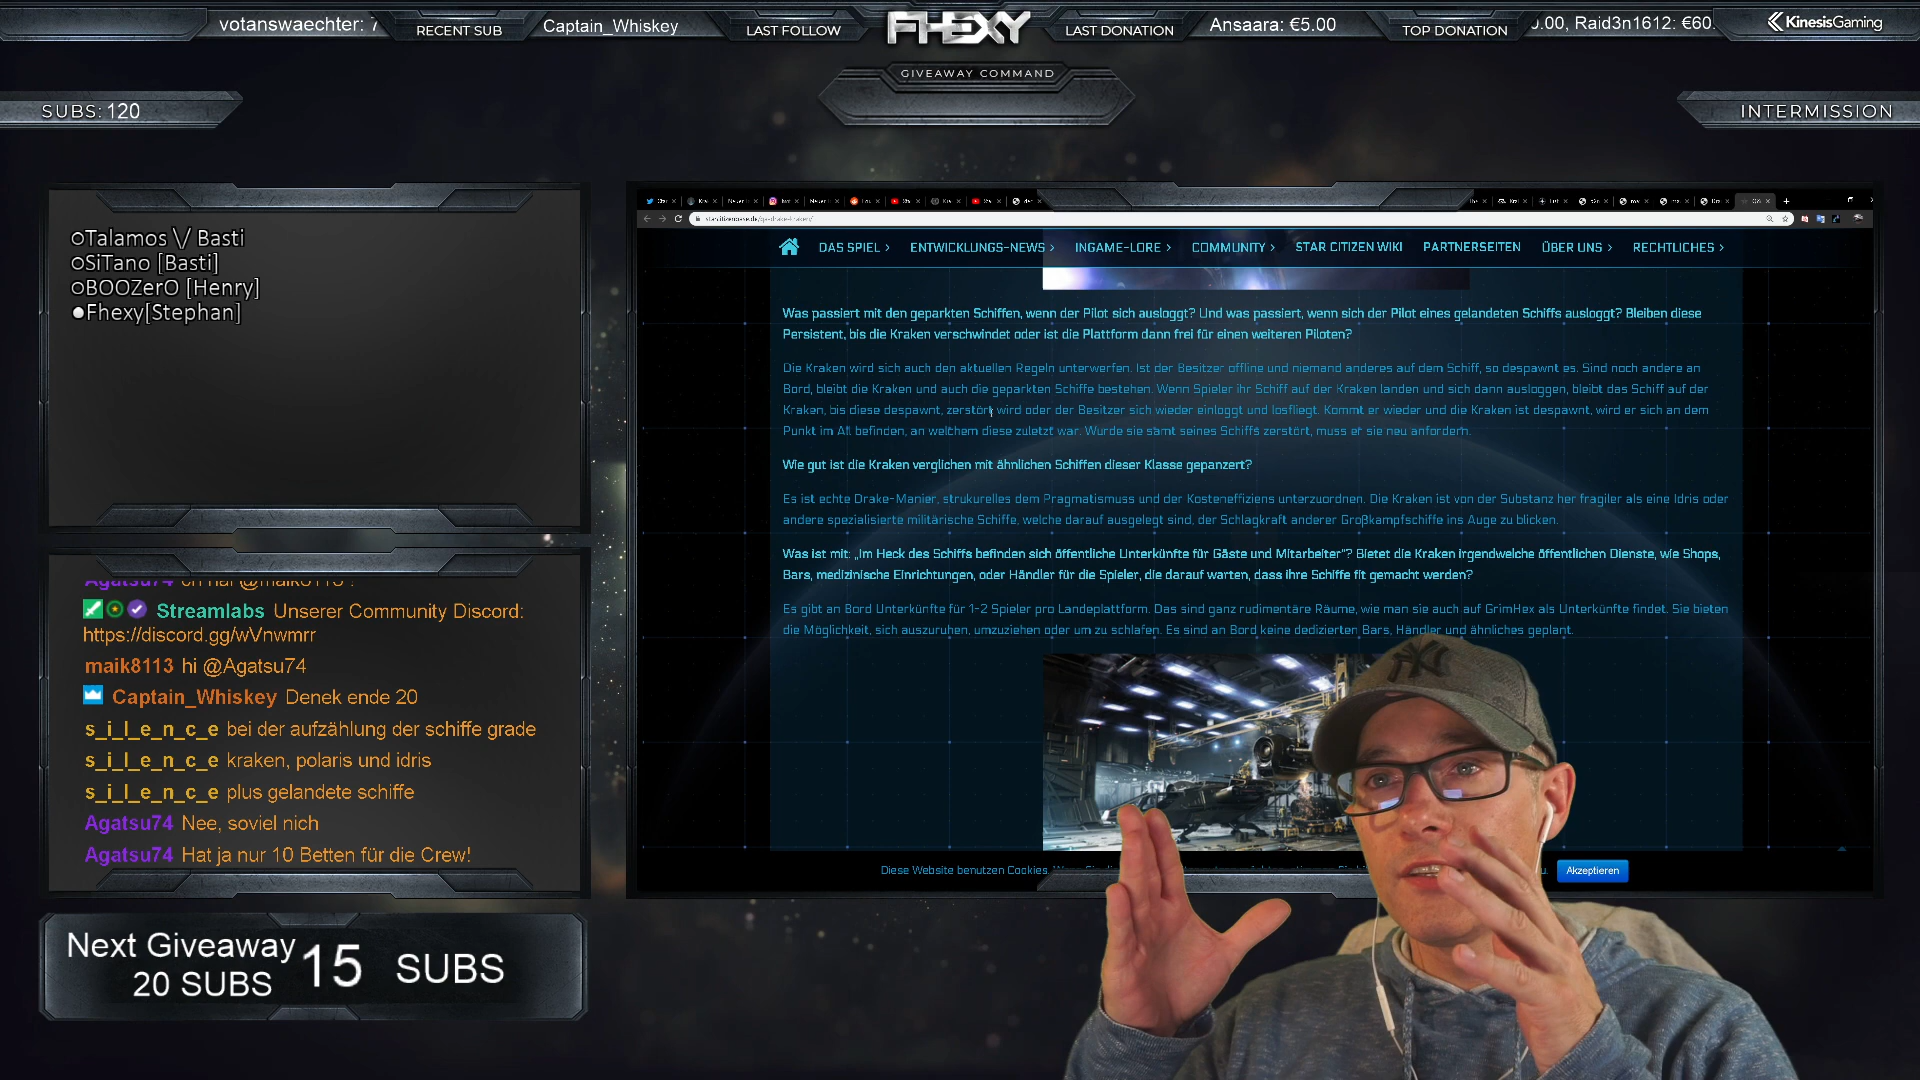 votanswaechter: 7
RECENT SUB
Captain_Whiskey
LAST FOLLOW
FHEXY
LAST DONATION
Ansaara: €5.00
TOP DONATION
0.00, Raid3n1612: €60.
KinesisGaming
GIVEAWAY COMMAND
SUBS: 120
INTERMISSION
Talamos \/ Basti
SiTano [Basti]
BOOZerO [Henry]
Fhexy[Stephan]
starcitizenbase.de/qa-drake-kraken/
DAS SPIEL
ENTWICKLUNGS-NEWS
INGAME-LORE
COMMUNITY
STAR CITIZEN WIKI
PARTNERSEITEN
ÜBER UNS
RECHTLICHES
Was passiert mit den geparkten Schiffen, wenn der Pilot sich ausloggt? Und was passiert, wenn sich der Pilot eines gelandeten Schiffs ausloggt? Bleiben diese
Persistent, bis die Kraken verschwindet oder ist die Plattform dann frei für einen weiteren Piloten?
Die Kraken wird sich auch den aktuellen Regeln unterwerfen. Ist der Besitzer offline und niemand anderes auf dem Schiff, so despawnt es. Sind noch andere an
Bord, bleibt die Kraken und auch die geparkten Schiffe bestehen. Wenn Spieler ihr Schiff auf der Kraken landen und sich dann ausloggen, bleibt das Schiff auf der
Kraken, bis diese despawnt, zerstört wird oder der Besitzer sich wieder einloggt und losfliegt. Kommt er wieder und die Kraken ist despawnt, wird er sich an dem
Punkt im All befinden, an welchem diese zuletzt war. Wurde sie samt seines Schiffs zerstört, muss er sie neu anfordern.
Wie gut ist die Kraken verglichen mit ähnlichen Schiffen dieser Klasse gepanzert?
Es ist echte Drake-Manier, strukurelles dem Pragmatismuss und der Kosteneffiziens unterzuordnen. Die Kraken ist von der Substanz her fragiler als eine Idris oder
andere spezialisierte militärische Schiffe, welche darauf ausgelegt sind, der Schlagkraft anderer Großkampfschiffe ins Auge zu blicken.
Was ist mit: „Im Heck des Schiffs befinden sich öffentliche Unterkünfte für Gäste und Mitarbeiter“? Bietet die Kraken irgendwelche öffentlichen Dienste, wie Shops,
Bars, medizinische Einrichtungen, oder Händler für die Spieler, die darauf warten, dass ihre Schiffe fit gemacht werden?
Es gibt an Bord Unterkünfte für 1-2 Spieler pro Landeplattform. Das sind ganz rudimentäre Räume, wie man sie auch auf GrimHex als Unterkünfte findet. Sie bieten
die Möglichkeit, sich auszuruhen, umzuziehen oder um zu schlafen. Es sind an Bord keine dedizierten Bars, Händler und ähnliches geplant.
Diese Website benutzen Cookies.
Akzeptieren
Agatsu74 oh hai @maik8113 !
Streamlabs Unserer Community Discord:
https://discord.gg/wVnwmrr
maik8113 hi @Agatsu74
Captain_Whiskey Denek ende 20
s_i_l_e_n_c_e bei der aufzählung der schiffe grade
s_i_l_e_n_c_e kraken, polaris und idris
s_i_l_e_n_c_e plus gelandete schiffe
Agatsu74 Nee, soviel nich
Agatsu74 Hat ja nur 10 Betten für die Crew!
Next Giveaway
20 SUBS
15 SUBS
NY